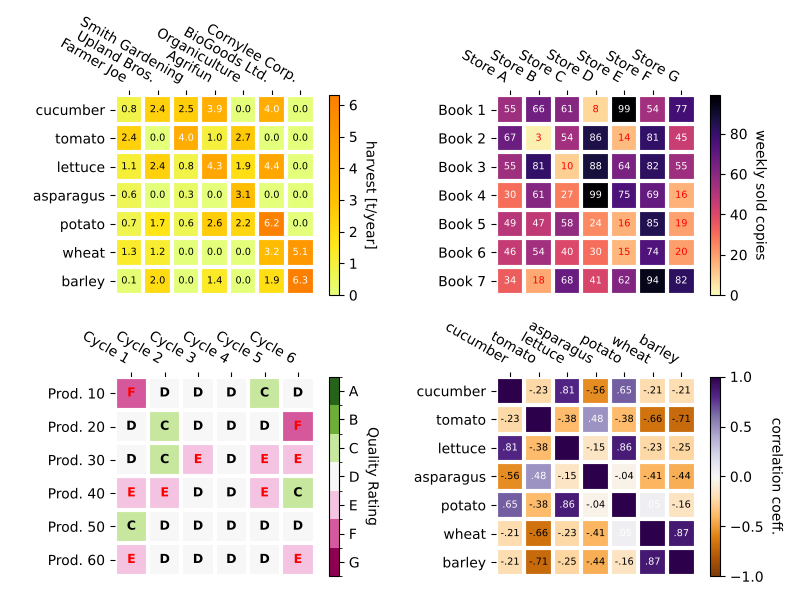 Farmer Joe
Upland Bros.
Smith Gardening
Agrifun
Organiculture
BioGoods Ltd.
Cornylee Corp.
cucumber 0.8 2.4 2.5 3.9 0.0 4.0 0.0
tomato 2.4 0.0 4.0 1.0 2.7 0.0 0.0
lettuce 1.1 2.4 0.8 4.3 1.9 4.4 0.0
asparagus 0.6 0.0 0.3 0.0 3.1 0.0 0.0
potato 0.7 1.7 0.6 2.6 2.2 6.2 0.0
wheat 1.3 1.2 0.0 0.0 0.0 3.2 5.1
barley 0.1 2.0 0.0 1.4 0.0 1.9 6.3
6
5
4
3
2
1
0
harvest [t/year]
Store A
Store B
Store C
Store D
Store E
Store F
Store G
Book 1 55 66 61 8 99 54 77
Book 2 67 3 54 86 14 81 45
Book 3 55 81 10 88 64 82 55
Book 4 30 61 27 99 75 69 16
Book 5 49 47 58 24 16 85 19
Book 6 46 54 40 30 15 74 20
Book 7 34 18 68 41 62 94 82
80
60
40
20
0
weekly sold copies
Cycle 1
Cycle 2
Cycle 3
Cycle 4
Cycle 5
Cycle 6
Prod. 10 F D D D C D
Prod. 20 D C D D D F
Prod. 30 D C E D E E
Prod. 40 E E D D E C
Prod. 50 C D D D D D
Prod. 60 E D D D D E
A
B
C
D
E
F
G
Quality Rating
cucumber
tomato
lettuce
asparagus
potato
wheat
barley
cucumber -.23 .81 -.56 .65 -.21 -.21
tomato -.23 -.38 .48 -.38 -.66 -.71
lettuce .81 -.38 -.15 .86 -.23 -.25
asparagus -.56 .48 -.15 -.04 -.41 -.44
potato .65 -.38 .86 -.04 .05 -.16
wheat -.21 -.66 -.23 -.41 .05 .87
barley -.21 -.71 -.25 -.44 -.16 .87
1.0
0.5
0.0
−0.5
−1.0
correlation coeff.